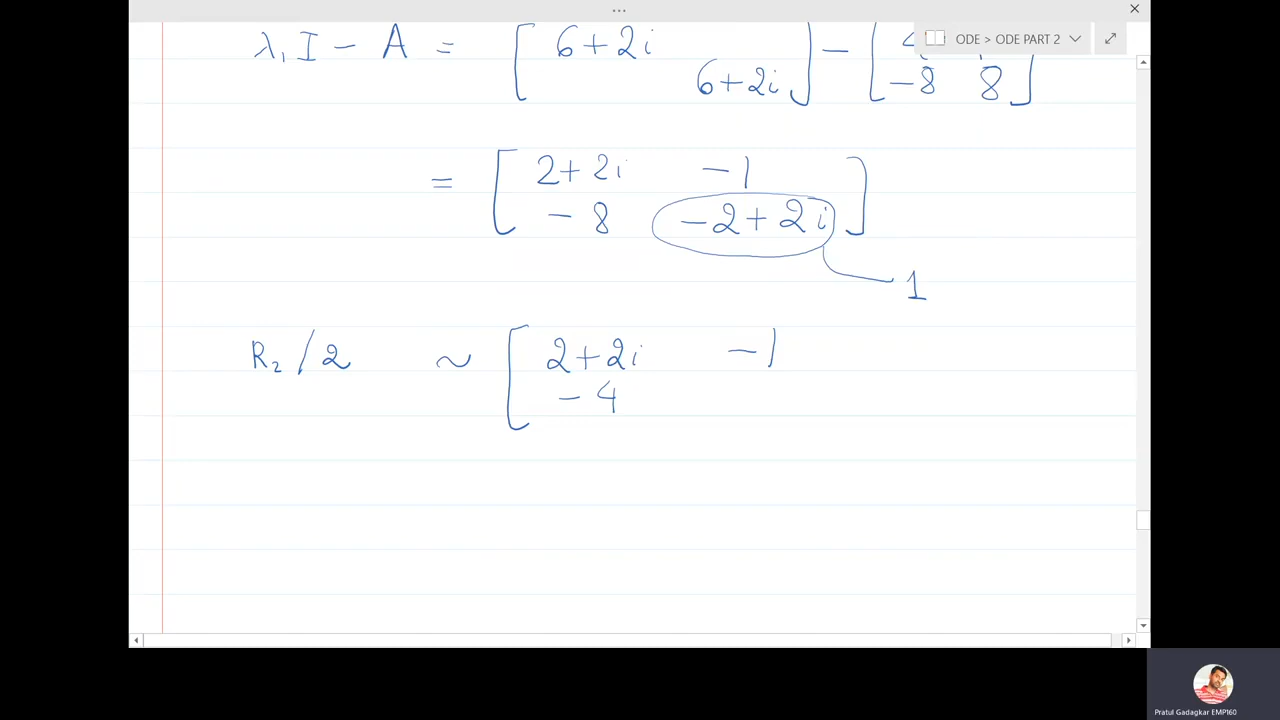 ODE > ODE PART 2
λ₁I − A = [ 6+2i ] − [
6+2i −8 8 ]
= [ 2+2i −1 ]
−8 −2+2i
1
R₂/2 ~ [ 2+2i −1
−4
Pratul Gadagkar EMP160